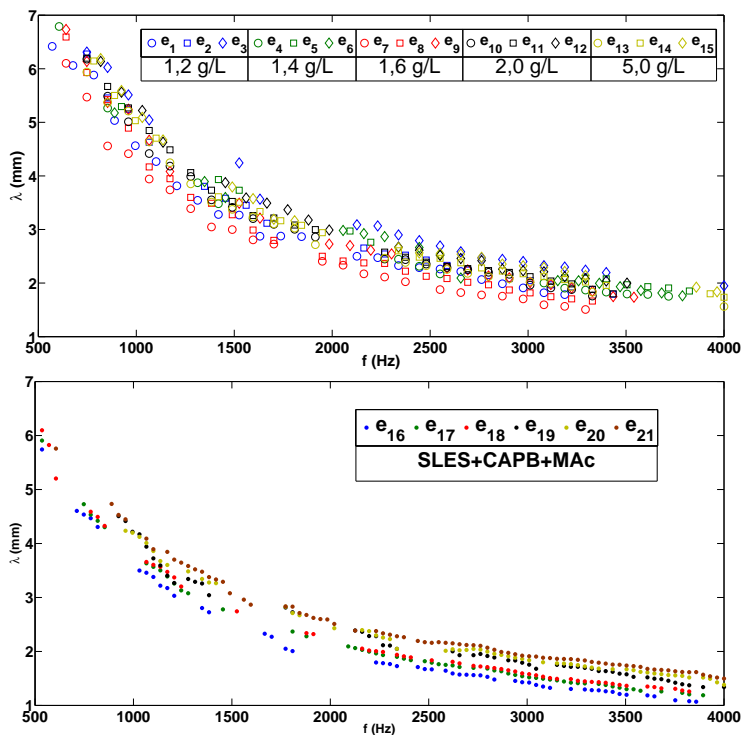 7
6
5
4
3
2
1
λ (mm)
e1 e2 e3 e4 e5 e6 e7 e8 e9 e10 e11 e12 e13 e14 e15
1,2 g/L 1,4 g/L 1,6 g/L 2,0 g/L 5,0 g/L
500 1000 1500 2000 2500 3000 3500 4000
f (Hz)
7
6
5
4
3
2
1
λ (mm)
e16 e17 e18 e19 e20 e21
SLES+CAPB+MAc
500 1000 1500 2000 2500 3000 3500 4000
f (Hz)